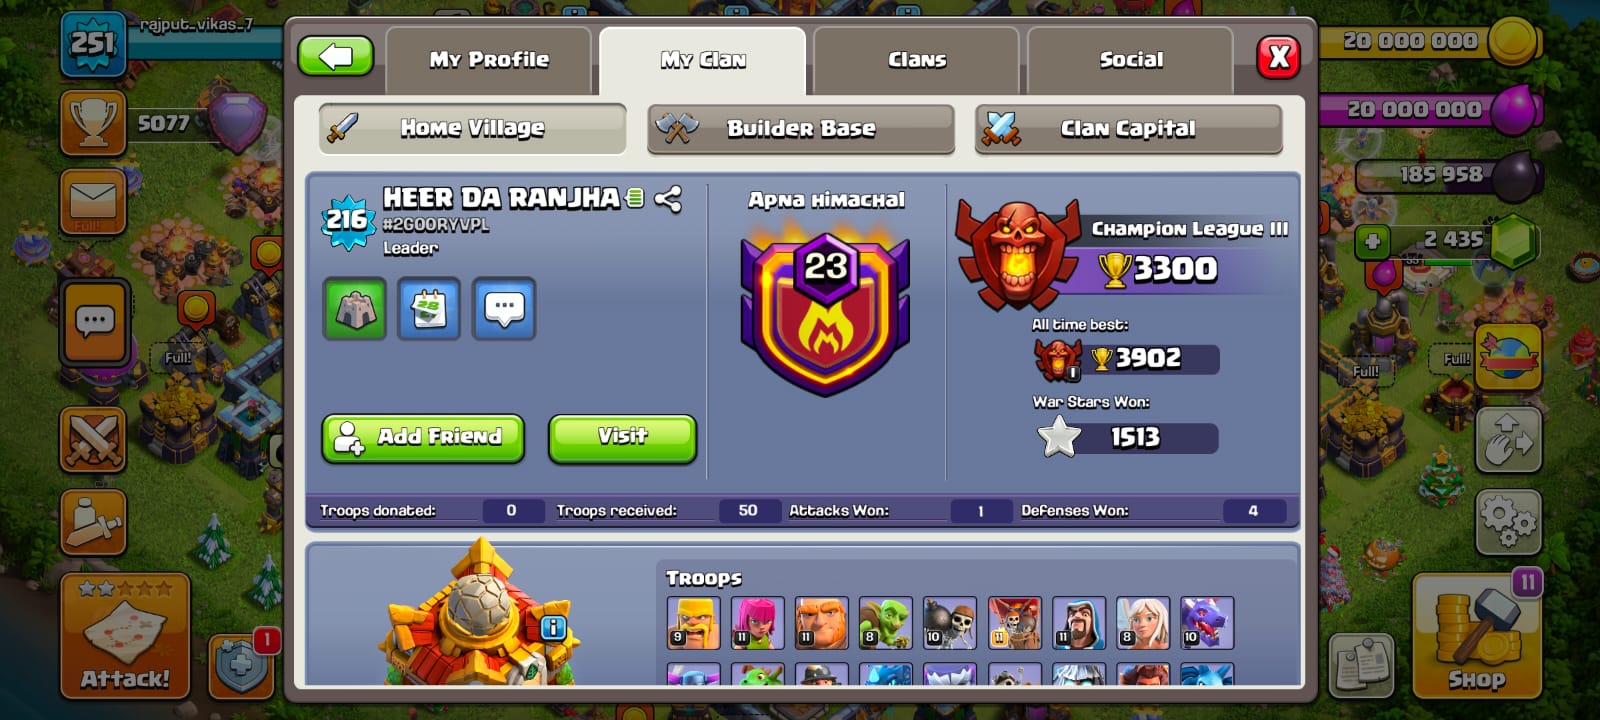 251
rajput_vikas_7
5077
Full!
Full!
1
Attack!
My Profile
My Clan
Clans
Social
X
Home Village
Builder Base
Clan Capital
216
HEER DA RANJHA
#2G00RYVPL
Leader
28
Add Friend
Visit
Apna himachal
23
Champion League III
3300
All time best:
I
3902
War Stars Won:
1513
Troops donated: 0
Troops received: 50
Attacks Won: 1
Defenses Won: 4
i
Troops
9
11
11
8
10
11
11
8
10
20 000 000
20 000 000
185 958
2 435
Full!
Full!
11
Shop